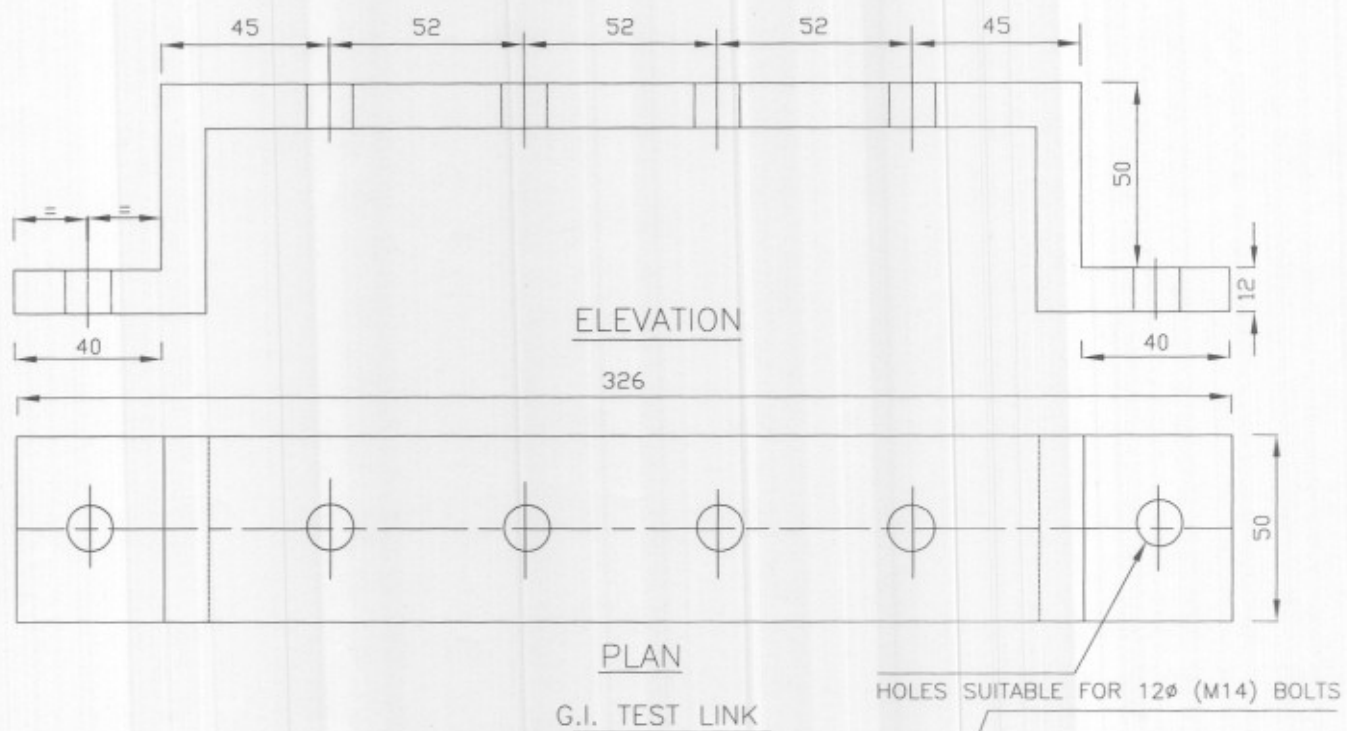 45 52 52 52 45
50
= =
12
ELEVATION
40 40
326
50
PLAN
HOLES SUITABLE FOR 12ø (M14) BOLTS
G.I. TEST LINK